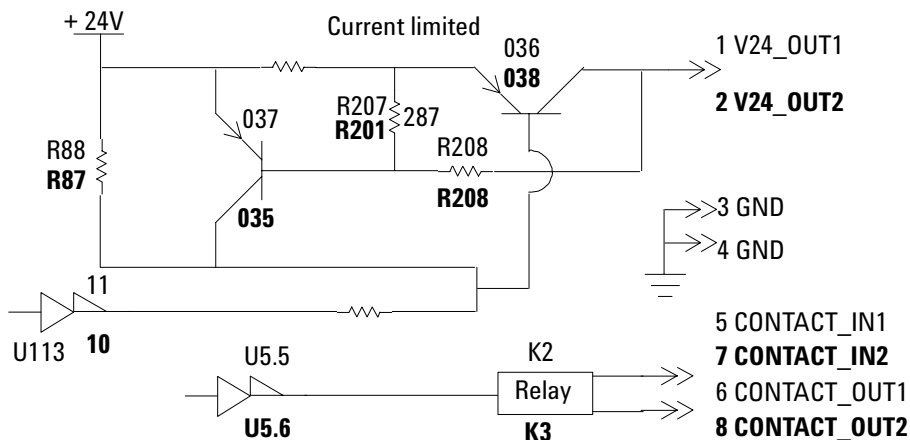 + 24V
Current limited
036
038
1 V24_OUT1
2 V24_OUT2
037
R207
R201
287
R88
R87
R208
R208
035
3 GND
4 GND
11
10
U113
5 CONTACT_IN1
7 CONTACT_IN2
6 CONTACT_OUT1
8 CONTACT_OUT2
U5.5
U5.6
K2
Relay
K3